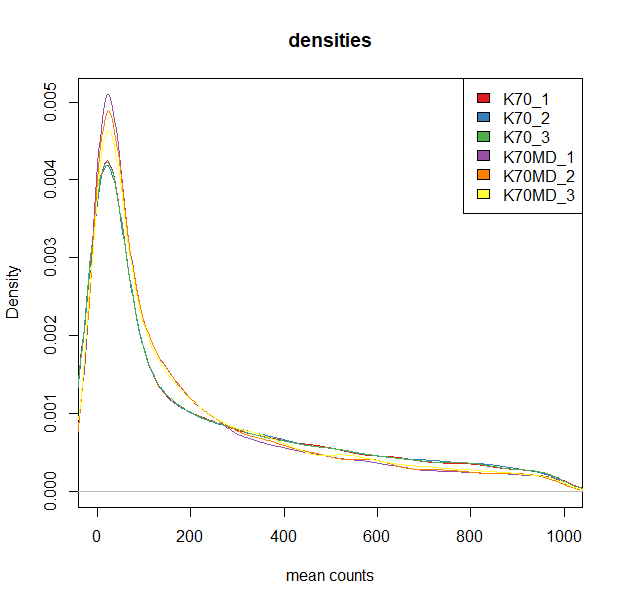 densities
K70_1
K70_2
K70_3
K70MD_1
K70MD_2
K70MD_3
0.005
0.004
0.003
0.002
0.001
0.000
Density
0 200 400 600 800 1000
mean counts